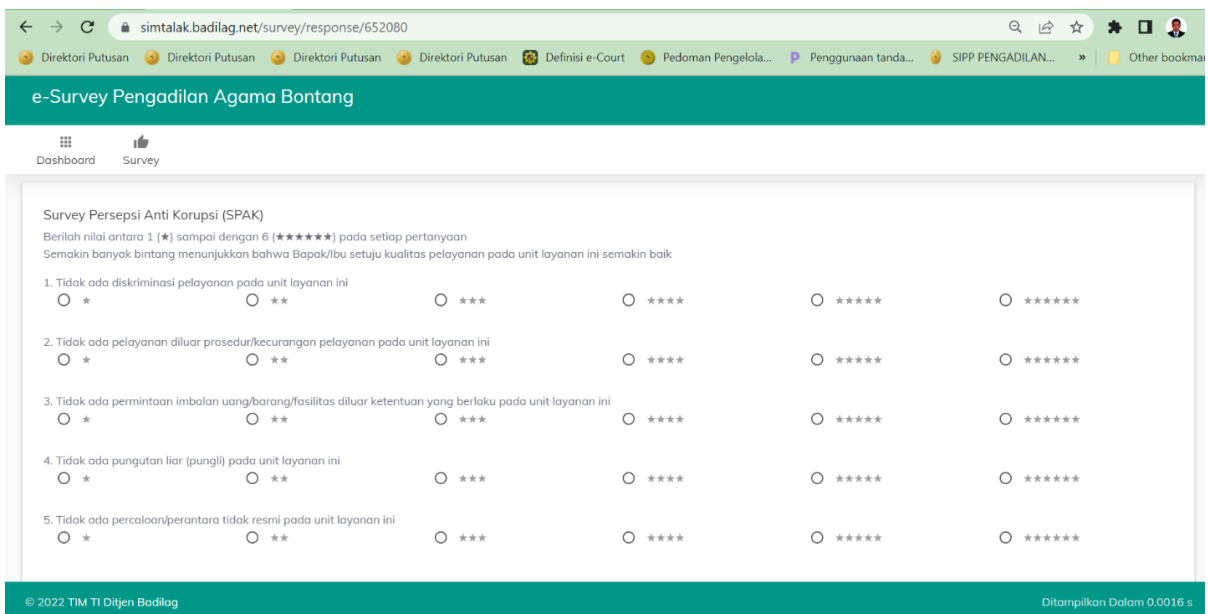 simtalak.badilag.net/survey/response/652080
Direktori Putusan Direktori Putusan Direktori Putusan Direktori Putusan Definisi e-Court Pedoman Pengelola... Penggunaan tanda... SIPP PENGADILAN... » Other bookmar
e-Survey Pengadilan Agama Bontang
Dashboard Survey
Survey Persepsi Anti Korupsi (SPAK)
Berilah nilai antara 1 (★) sampai dengan 6 (★★★★★★) pada setiap pertanyaan
Semakin banyak bintang menunjukkan bahwa Bapak/Ibu setuju kualitas pelayanan pada unit layanan ini semakin baik
1. Tidak ada diskriminasi pelayanan pada unit layanan ini
★ ★★ ★★★ ★★★★ ★★★★★ ★★★★★★
2. Tidak ada pelayanan diluar prosedur/kecurangan pelayanan pada unit layanan ini
★ ★★ ★★★ ★★★★ ★★★★★ ★★★★★★
3. Tidak ada permintaan imbalan uang/barang/fasilitas diluar ketentuan yang berlaku pada unit layanan ini
★ ★★ ★★★ ★★★★ ★★★★★ ★★★★★★
4. Tidak ada pungutan liar (pungli) pada unit layanan ini
★ ★★ ★★★ ★★★★ ★★★★★ ★★★★★★
5. Tidak ada percaloan/perantara tidak resmi pada unit layanan ini
★ ★★ ★★★ ★★★★ ★★★★★ ★★★★★★
© 2022 TIM TI Ditjen Badilag Ditampilkan Dalam 0.0016 s